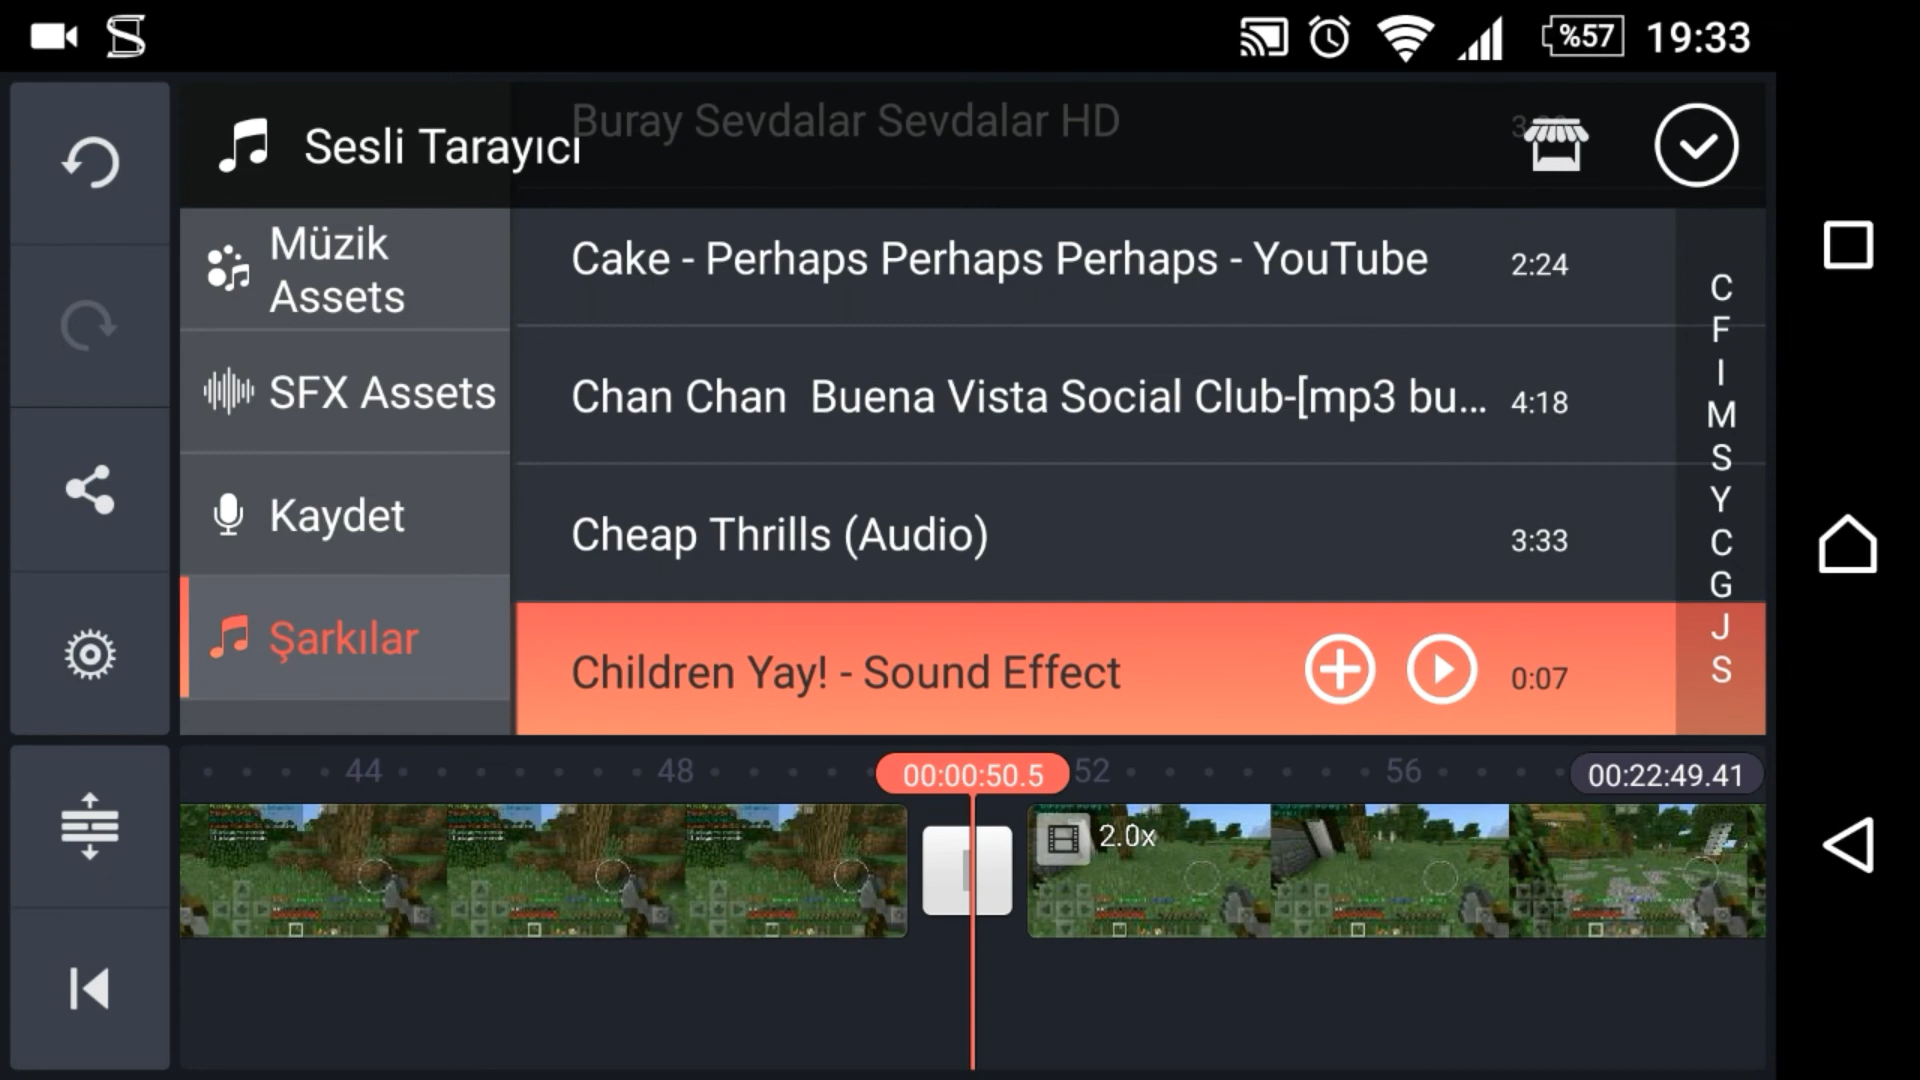 %57 19:33
Buray Sevdalar Sevdalar HD
Sesli Tarayıcı
Müzik
Assets
SFX Assets
Kaydet
Şarkılar
Cake - Perhaps Perhaps Perhaps - YouTube 2:24
Chan Chan  Buena Vista Social Club-[mp3 bu... 4:18
Cheap Thrills (Audio) 3:33
Children Yay! - Sound Effect 0:07
C
F
I
M
S
Y
C
G
J
S
44 48 00:00:50.5 52 56 00:22:49.41
2.0x